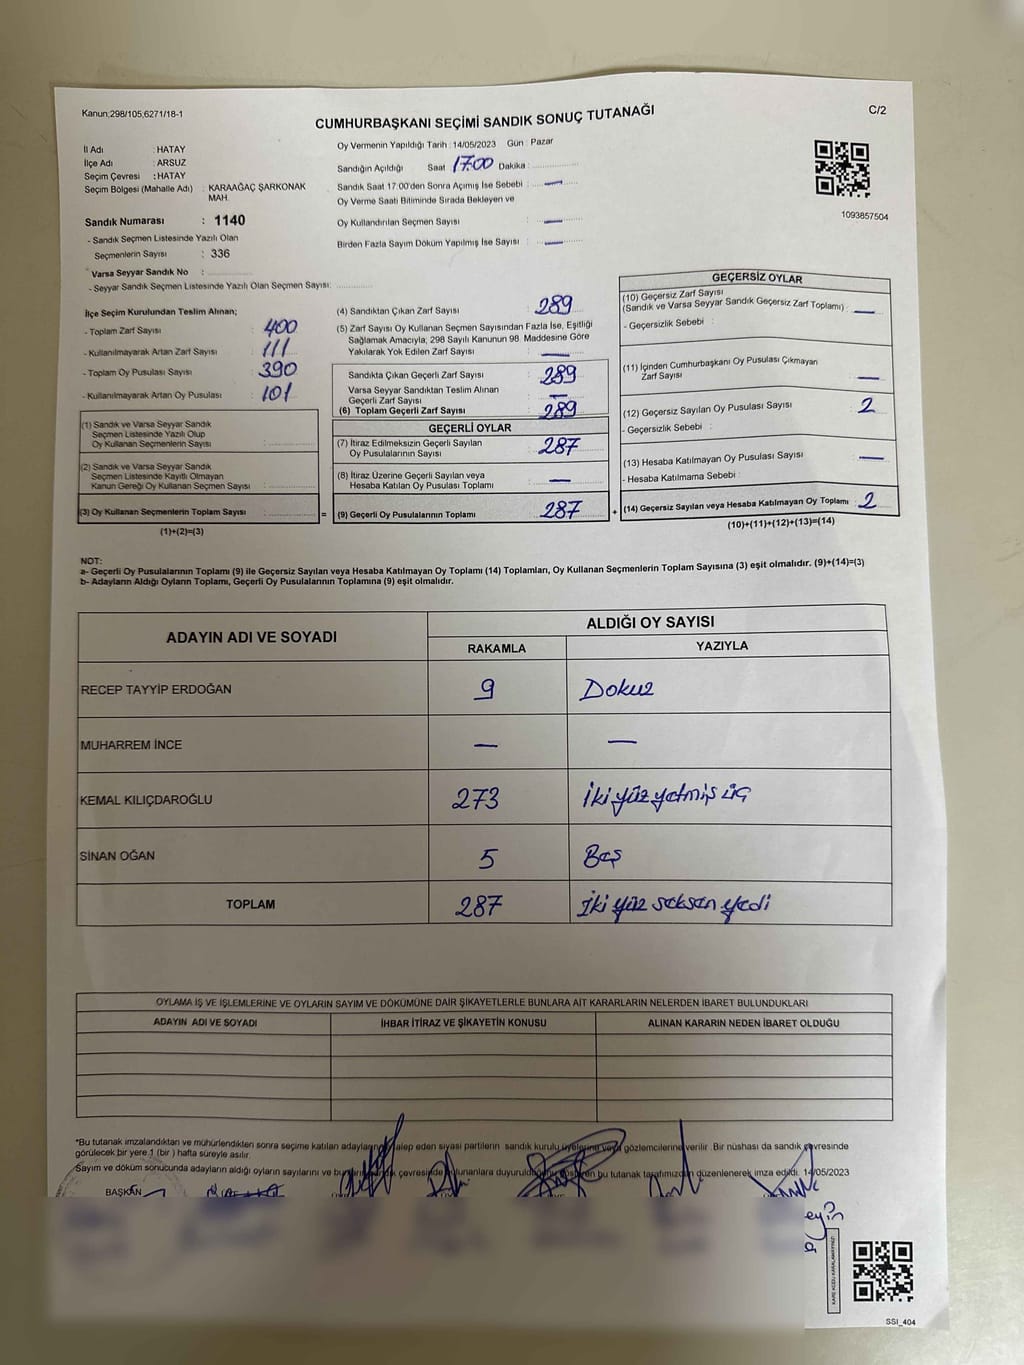 Kanun;298/105,6271/18-1
C/2
CUMHURBAŞKANI SEÇİMİ SANDIK SONUÇ TUTANAĞI
İl Adı : HATAY
İlçe Adı : ARSUZ
Seçim Çevresi : HATAY
Seçim Bölgesi (Mahalle Adı) : KARAAĞAÇ ŞARKONAK
MAH.
Sandık Numarası : 1140
- Sandık Seçmen Listesinde Yazılı Olan
Seçmenlerin Sayısı : 336
Varsa Seyyar Sandık No :
- Seyyar Sandık Seçmen Listesinde Yazılı Olan Seçmen Sayısı:
Oy Vermenin Yapıldığı Tarih : 14/05/2023 Gün : Pazar
Sandığın Açıldığı Saat 17:00 Dakika :
Sandık Saat 17:00'den Sonra Açımış İse Sebebi : —
Oy Verme Saati Bitiminde Sırada Bekleyen ve
Oy Kullandırılan Seçmen Sayısı : —
Birden Fazla Sayım Döküm Yapılmış İse Sayısı : —
1093857504
İlçe Seçim Kurulundan Teslim Alınan;
- Toplam Zarf Sayısı : 400
- Kullanılmayarak Artan Zarf Sayısı : 111
- Toplam Oy Pusulası Sayısı : 390
- Kullanılmayarak Artan Oy Pusulası : 101
(1) Sandık ve Varsa Seyyar Sandık
Seçmen Listesinde Yazılı Olup
Oy Kullanan Seçmenlerin Sayısı :
(2) Sandık ve Varsa Seyyar Sandık
Seçmen Listesinde Kayıtlı Olmayan
Kanun Gereği Oy Kullanan Seçmen Sayısı :
(3) Oy Kullanan Seçmenlerin Toplam Sayısı : =
(1)+(2)=(3)
(4) Sandıktan Çıkan Zarf Sayısı : 289
(5) Zarf Sayısı Oy Kullanan Seçmen Sayısından Fazla İse, Eşitliği
Sağlamak Amacıyla; 298 Sayılı Kanunun 98. Maddesine Göre
Yakılarak Yok Edilen Zarf Sayısı : —
Sandıkta Çıkan Geçerli Zarf Sayısı : 289
Varsa Seyyar Sandıktan Teslim Alınan
Geçerli Zarf Sayısı : —
(6) Toplam Geçerli Zarf Sayısı : 289
GEÇERLİ OYLAR
(7) İtiraz Edilmeksizin Geçerli Sayılan
Oy Pusulalarının Sayısı : 287
(8) İtiraz Üzerine Geçerli Sayılan veya
Hesaba Katılan Oy Pusulası Toplamı : —
(9) Geçerli Oy Pusulalarının Toplamı : 287 +
GEÇERSİZ OYLAR
(10) Geçersiz Zarf Sayısı
(Sandık ve Varsa Seyyar Sandık Geçersiz Zarf Toplamı) : —
- Geçersizlik Sebebi :
(11) İçinden Cumhurbaşkanı Oy Pusulası Çıkmayan
Zarf Sayısı : —
(12) Geçersiz Sayılan Oy Pusulası Sayısı : 2
- Geçersizlik Sebebi :
(13) Hesaba Katılmayan Oy Pusulası Sayısı : —
- Hesaba Katılmama Sebebi :
(14) Geçersiz Sayılan veya Hesaba Katılmayan Oy Toplamı : 2
(10)+(11)+(12)+(13)=(14)
NOT:
a- Geçerli Oy Pusulalarının Toplamı (9) ile Geçersiz Sayılan veya Hesaba Katılmayan Oy Toplamı (14) Toplamları, Oy Kullanan Seçmenlerin Toplam Sayısına (3) eşit olmalıdır. (9)+(14)=(3)
b- Adayların Aldığı Oyların Toplamı, Geçerli Oy Pusulalarının Toplamına (9) eşit olmalıdır.
ADAYIN ADI VE SOYADI
ALDIĞI OY SAYISI
RAKAMLA YAZIYLA
RECEP TAYYİP ERDOĞAN 9 Dokuz
MUHARREM İNCE — —
KEMAL KILIÇDAROĞLU 273 İki yüz yetmiş üç
SİNAN OĞAN 5 Beş
TOPLAM 287 İki yüz seksen yedi
OYLAMA İŞ VE İŞLEMLERİNE VE OYLARIN SAYIM VE DÖKÜMÜNE DAİR ŞİKAYETLERLE BUNLARA AİT KARARLARIN NELERDEN İBARET BULUNDUKLARI
ADAYIN ADI VE SOYADI İHBAR İTİRAZ VE ŞİKAYETİN KONUSU ALINAN KARARIN NEDEN İBARET OLDUĞU
*Bu tutanak imzalandıktan ve mühürlendikten sonra seçime katılan adaylara, talep eden siyasi partilerin sandık kurulu üyelerine veya gözlemcilerine verilir. Bir nüshası da sandık çevresinde
görülecek bir yere 1 (bir) hafta süreyle asılır.
Sayım ve döküm sonucunda adayların aldığı oyların sayılarını ve çevresinde bulunanlara bu tutanak tarafımızdan düzenlenerek imza edildi. 14/05/2023
BAŞKAN
SSI_404